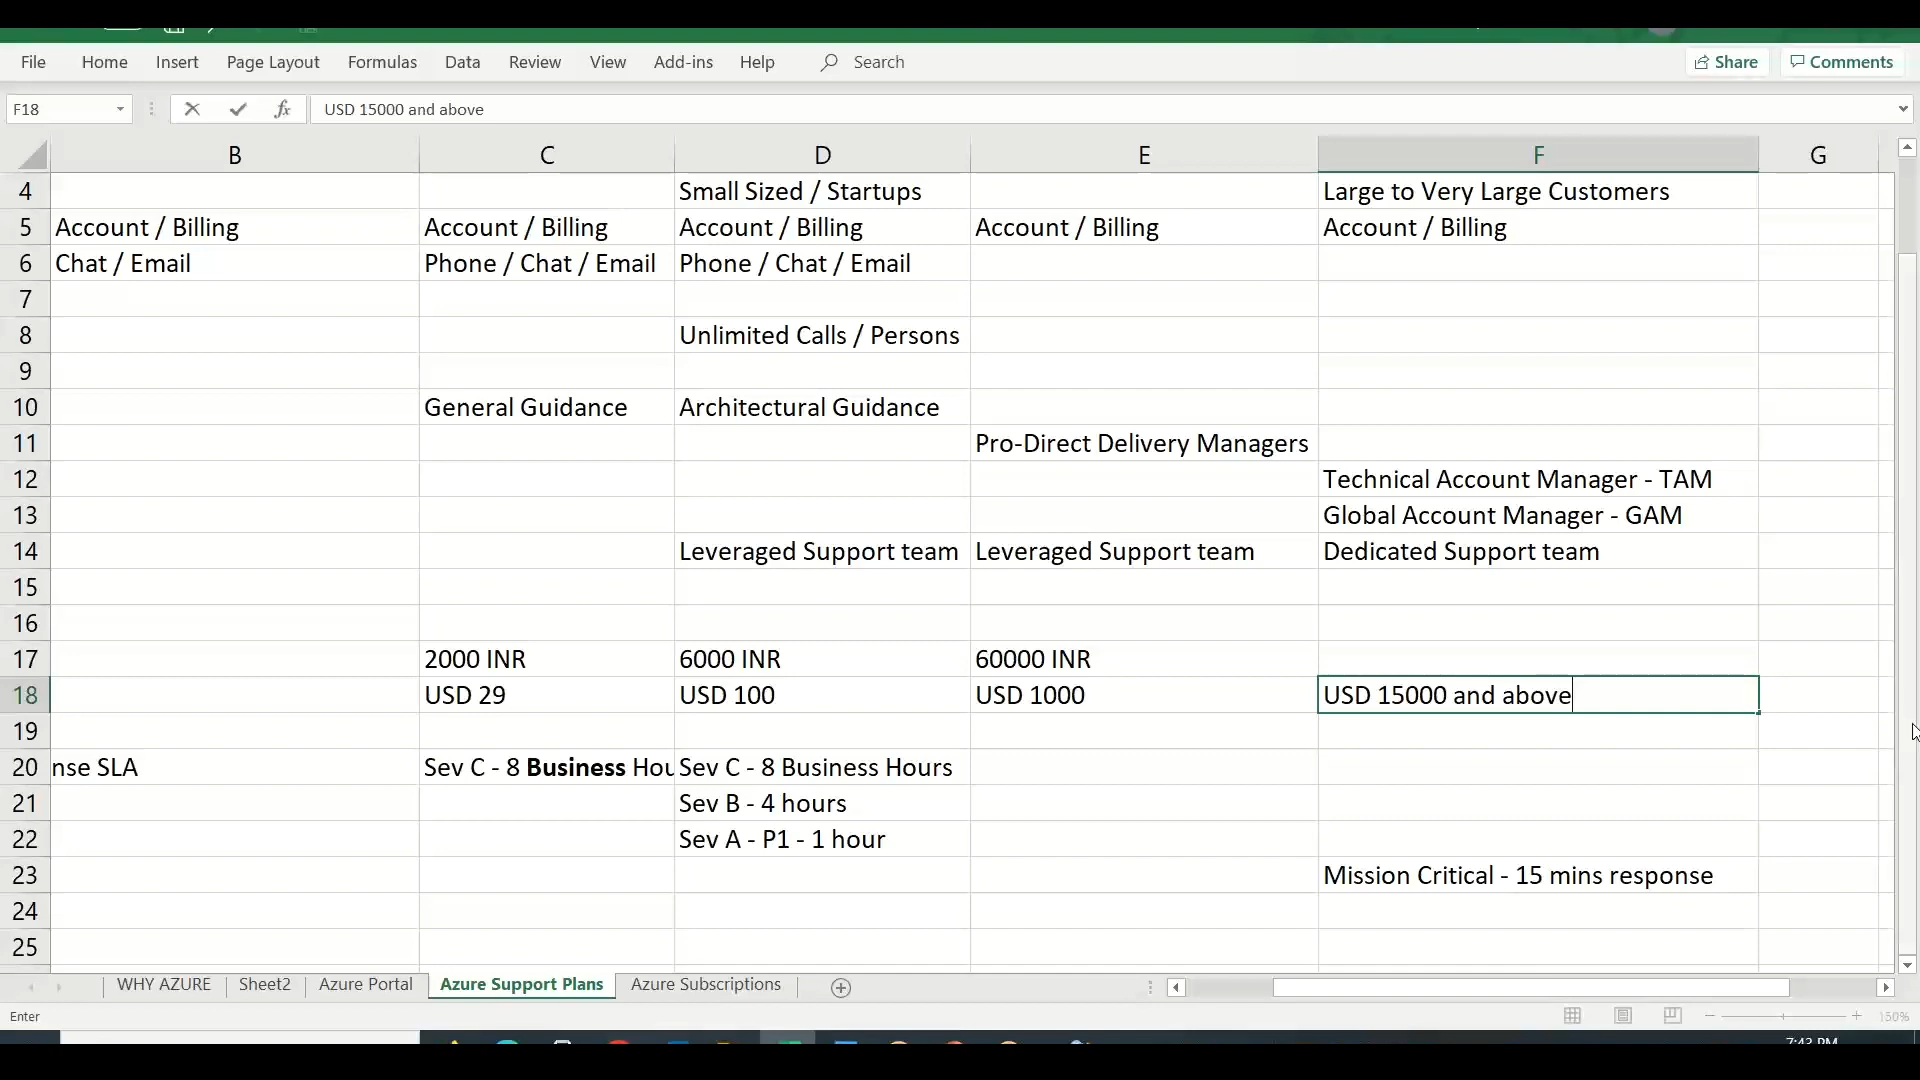 File Home Insert Page Layout Formulas Data Review View Add-ins Help Search Share Comments
F18 fx USD 15000 and above
B C D E F G
4 Small Sized / Startups Large to Very Large Customers
5 Account / Billing Account / Billing Account / Billing Account / Billing Account / Billing
6 Chat / Email Phone / Chat / Email Phone / Chat / Email
7
8 Unlimited Calls / Persons
9
10 General Guidance Architectural Guidance
11 Pro-Direct Delivery Managers
12 Technical Account Manager - TAM
13 Global Account Manager - GAM
14 Leveraged Support team Leveraged Support team Dedicated Support team
15
16
17 2000 INR 6000 INR 60000 INR
18 USD 29 USD 100 USD 1000 USD 15000 and above
19
20 nse SLA Sev C - 8 Business Hou Sev C - 8 Business Hours
21 Sev B - 4 hours
22 Sev A - P1 - 1 hour
23 Mission Critical - 15 mins response
24
25
WHY AZURE Sheet2 Azure Portal Azure Support Plans Azure Subscriptions
Enter 150%
7:43 PM